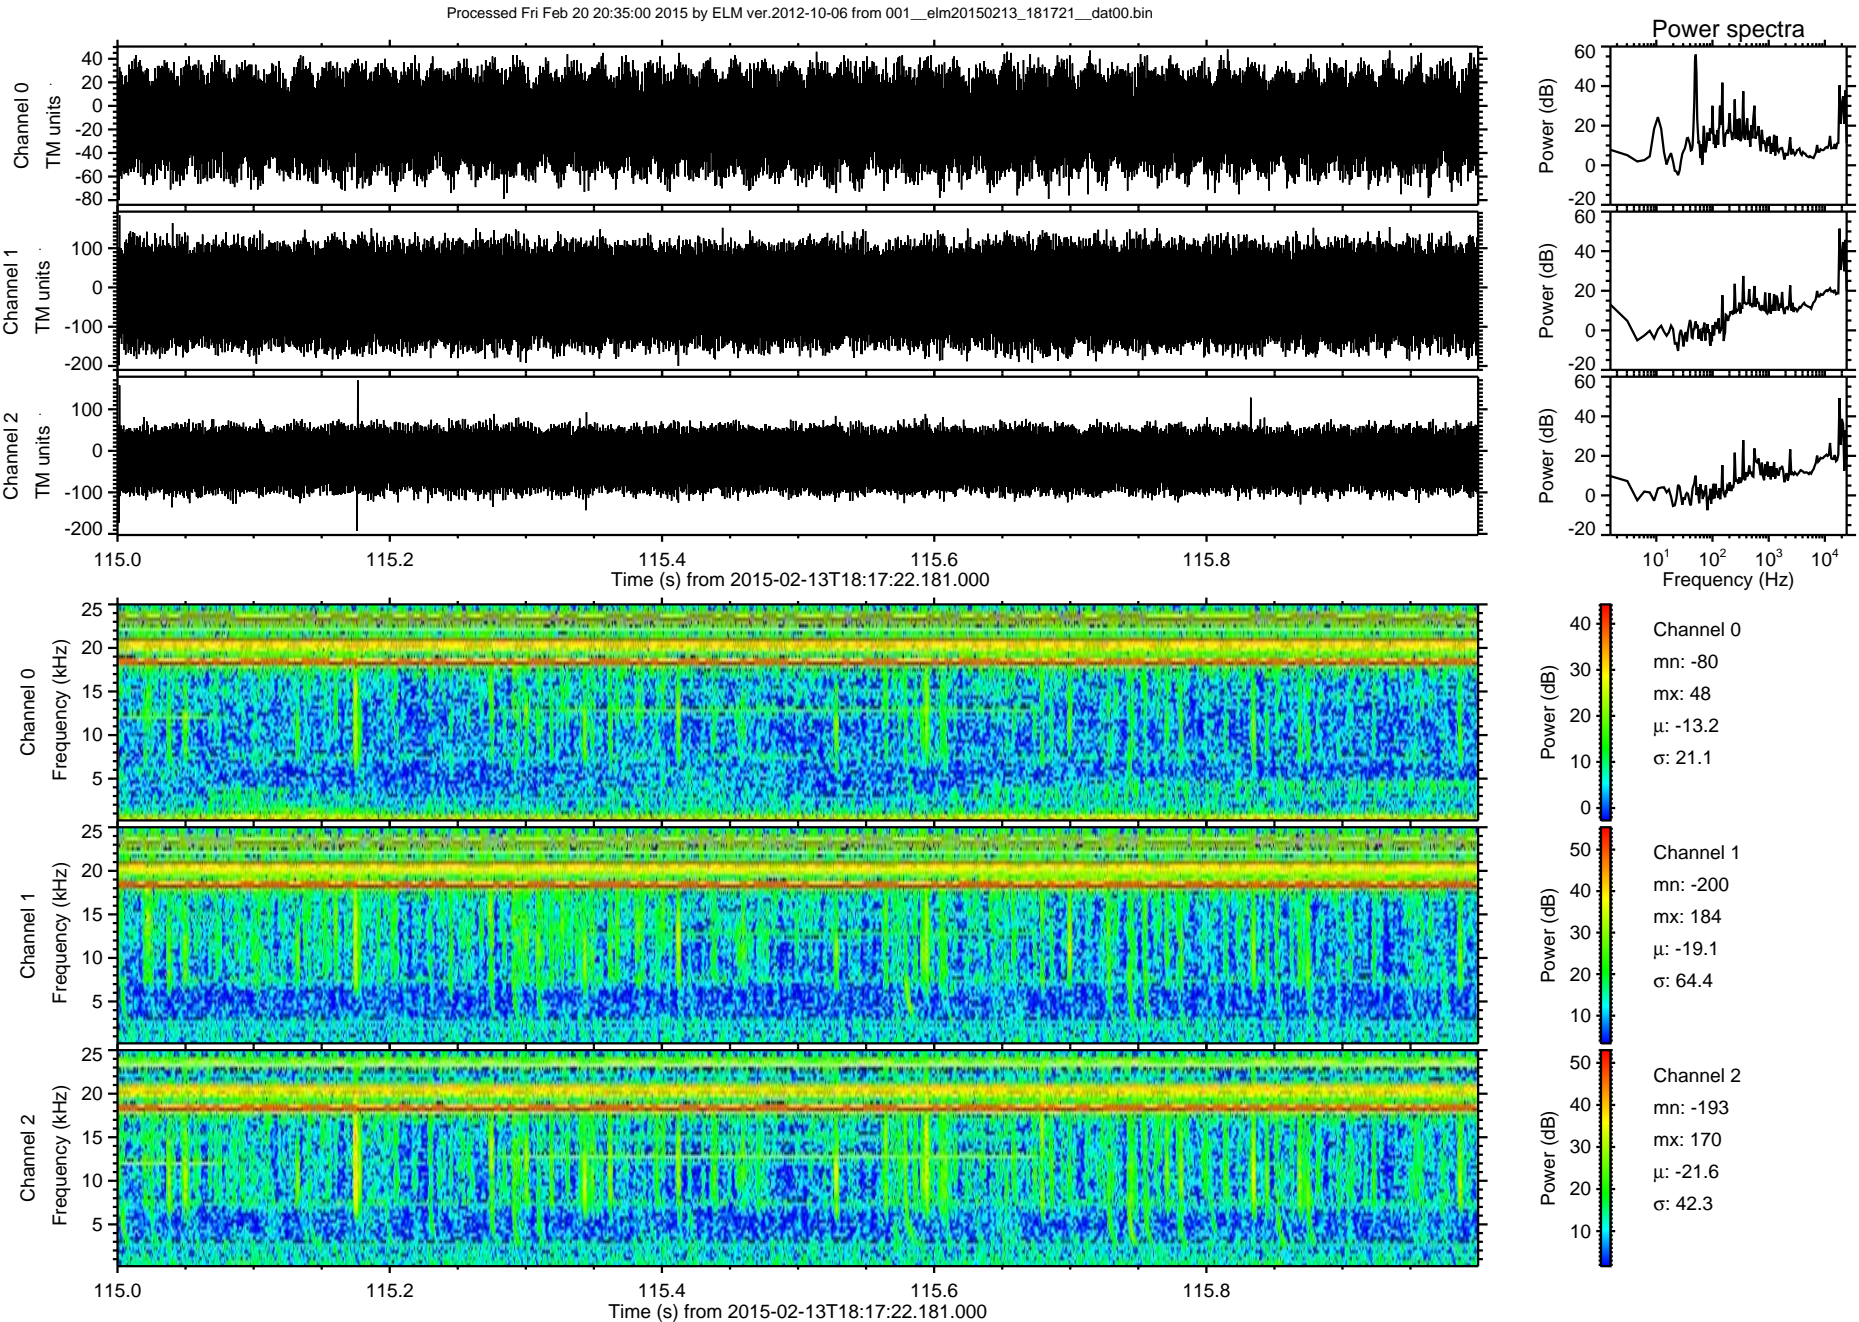 Processed Fri Feb 20 20:35:00 2015 by ELM ver.2012-10-06 from 001__elm20150213_181721__dat00.bin
Power spectra
Channel 0
TM units
40
20
0
-20
-40
-60
-80
Power (dB)
60
40
20
0
-20
Channel 1
TM units
100
0
-100
-200
Power (dB)
60
40
20
0
-20
Channel 2
TM units
100
0
-100
-200
Power (dB)
60
40
20
0
-20
115.0 115.2 115.4 115.6 115.8
Time (s) from 2015-02-13T18:17:22.181.000
10¹ 10² 10³ 10⁴
Frequency (Hz)
Channel 0
Frequency (kHz)
25
20
15
10
5
Power (dB)
40
30
20
10
0
Channel 0
mn: -80
mx: 48
μ: -13.2
σ: 21.1
Channel 1
Frequency (kHz)
25
20
15
10
5
Power (dB)
50
40
30
20
10
Channel 1
mn: -200
mx: 184
μ: -19.1
σ: 64.4
Channel 2
Frequency (kHz)
25
20
15
10
5
Power (dB)
50
40
30
20
10
Channel 2
mn: -193
mx: 170
μ: -21.6
σ: 42.3
115.0 115.2 115.4 115.6 115.8
Time (s) from 2015-02-13T18:17:22.181.000